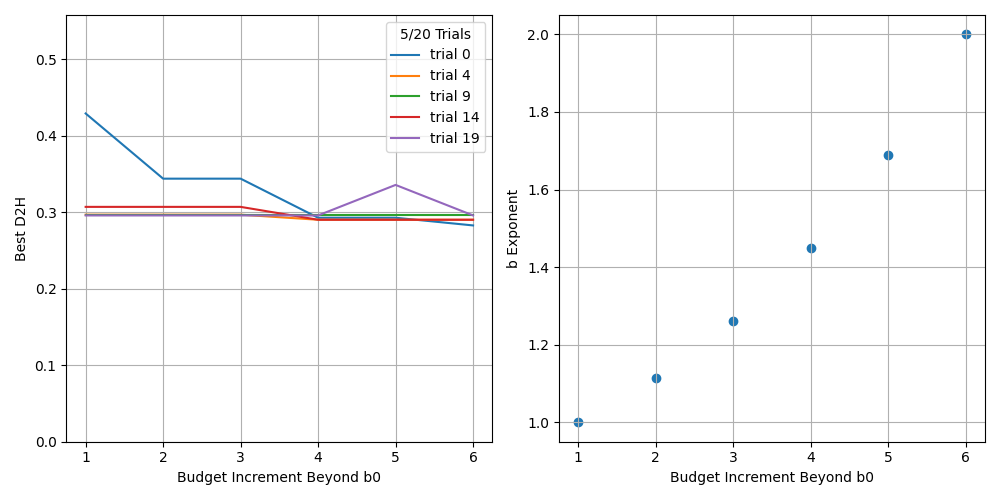 5/20 Trials
trial 0
trial 4
trial 9
trial 14
trial 19
0.5
0.4
0.3
0.2
0.1
0.0
Best D2H
1 2 3 4 5 6
Budget Increment Beyond b0
2.0
1.8
1.6
1.4
1.2
1.0
b Exponent
1 2 3 4 5 6
Budget Increment Beyond b0